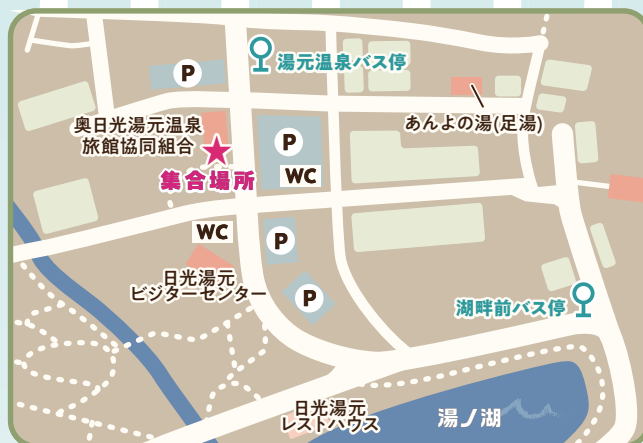 P
湯元温泉バス停
奥日光湯元温泉
旅館協同組合
集合場所
P
WC
あんよの湯(足湯)
WC
P
日光湯元
ビジターセンター
P
湖畔前バス停
日光湯元
レストハウス
湯ノ湖